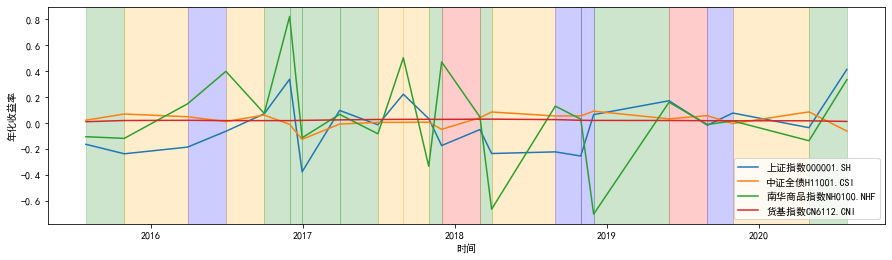 0.8
0.6
0.4
0.2
0.0
−0.2
−0.4
−0.6
年化收益率
2016
2017
2018
2019
2020
时间
上证指数000001.SH
中证全债H11001.CSI
南华商品指数NH0100.NHF
货基指数CN6112.CNI